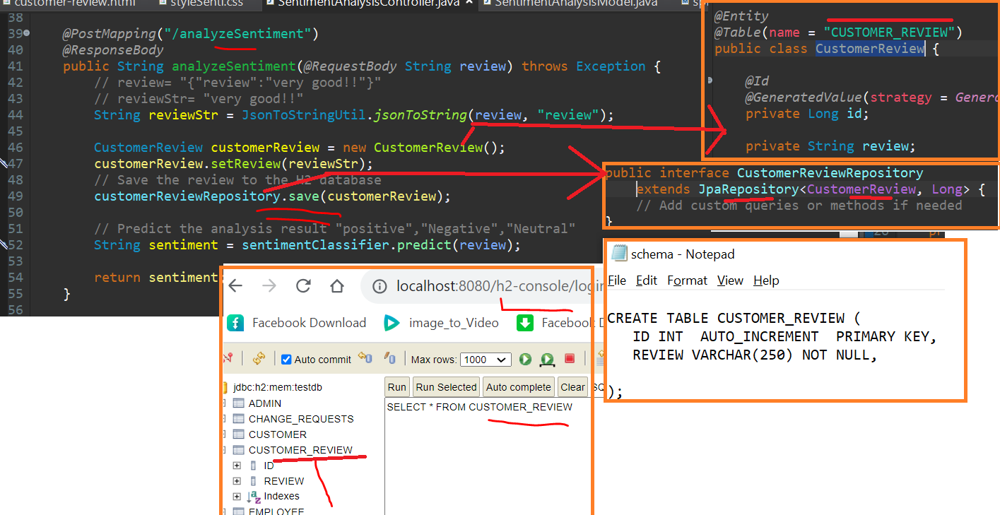 customer-review.html
styleSenti.css
SentimentAnalysisController.java
SentimentAnalysisModel.java
38
39 @PostMapping("/analyzeSentiment")
40 @ResponseBody
41 public String analyzeSentiment(@RequestBody String review) throws Exception {
42 // review= "{"review":"very good!!"}"
43 // reviewStr= "very good!!"
44 String reviewStr = JsonToStringUtil.jsonToString(review, "review");
45
46 CustomerReview customerReview = new CustomerReview();
47 customerReview.setReview(reviewStr);
48 // Save the review to the H2 database
49 customerReviewRepository.save(customerReview);
50
51 // Predict the analysis result "positive","Negative","Neutral"
52 String sentiment = sentimentClassifier.predict(review);
53
54 return sentiment
55 }
56
@Entity
@Table(name = "CUSTOMER_REVIEW")
public class CustomerReview {
@Id
@GeneratedValue(strategy = Genera
private Long id;
private String review;
public interface CustomerReviewRepository
extends JpaRepository<CustomerReview, Long> {
// Add custom queries or methods if needed
}
schema - Notepad
File Edit Format View Help
CREATE TABLE CUSTOMER_REVIEW (
ID INT AUTO_INCREMENT PRIMARY KEY,
REVIEW VARCHAR(250) NOT NULL,
);
localhost:8080/h2-console/login
Facebook Download image_to_Video Facebook D
Auto commit Max rows: 1000
jdbc:h2:mem:testdb
ADMIN
CHANGE_REQUESTS
CUSTOMER
CUSTOMER_REVIEW
ID
REVIEW
Indexes
EMPLOYEE
Run Run Selected Auto complete Clear SQ
SELECT * FROM CUSTOMER_REVIEW